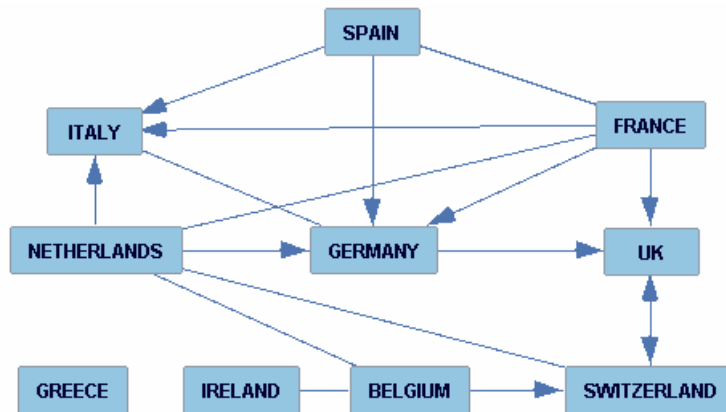 SPAIN
ITALY
FRANCE
NETHERLANDS
GERMANY
UK
GREECE
IRELAND
BELGIUM
SWITZERLAND